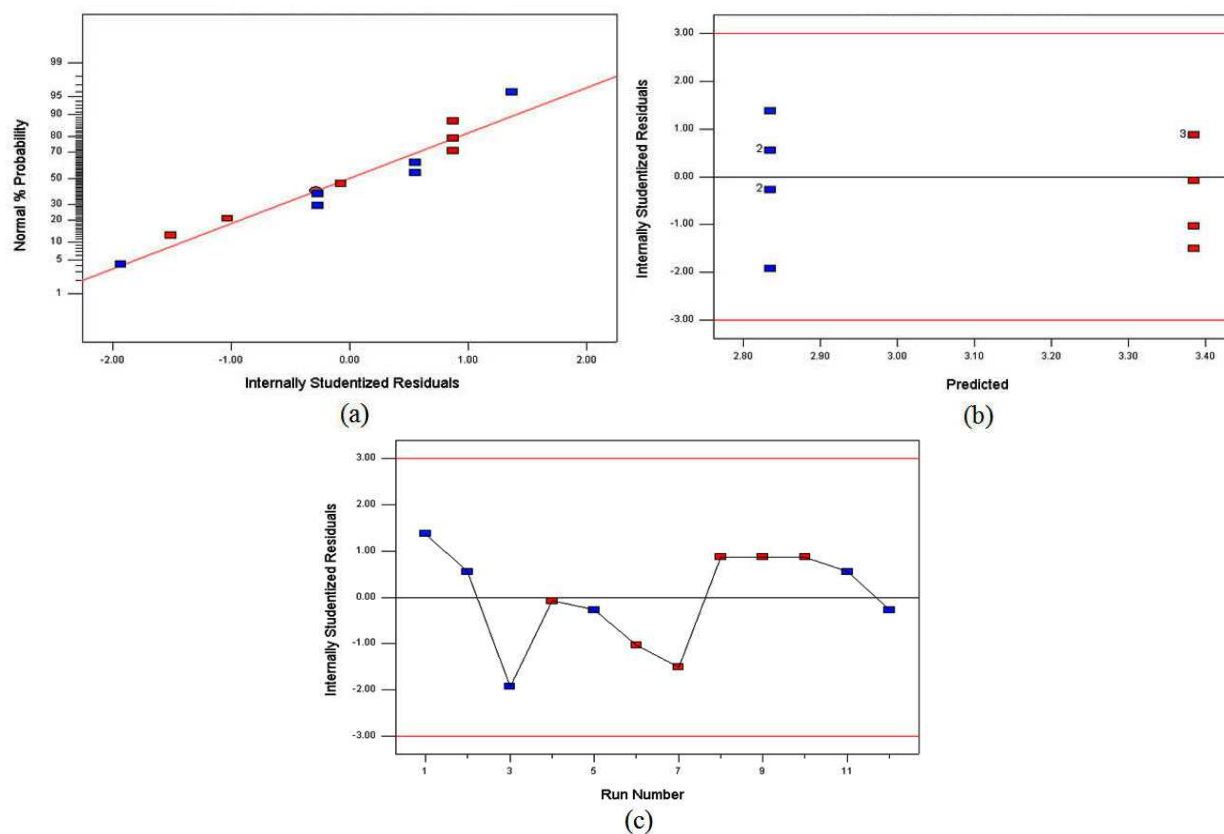 Normal % Probability
99
95
90
80
70
50
30
20
10
5
1
-2.00 -1.00 0.00 1.00 2.00
Internally Studentized Residuals
(a)
Internally Studentized Residuals
3.00
2.00
1.00
0.00
-1.00
-2.00
-3.00
2
2
3
2.80 2.90 3.00 3.10 3.20 3.30 3.40
Predicted
(b)
Internally Studentized Residuals
3.00
2.00
1.00
0.00
-1.00
-2.00
-3.00
1 3 5 7 9 11
Run Number
(c)